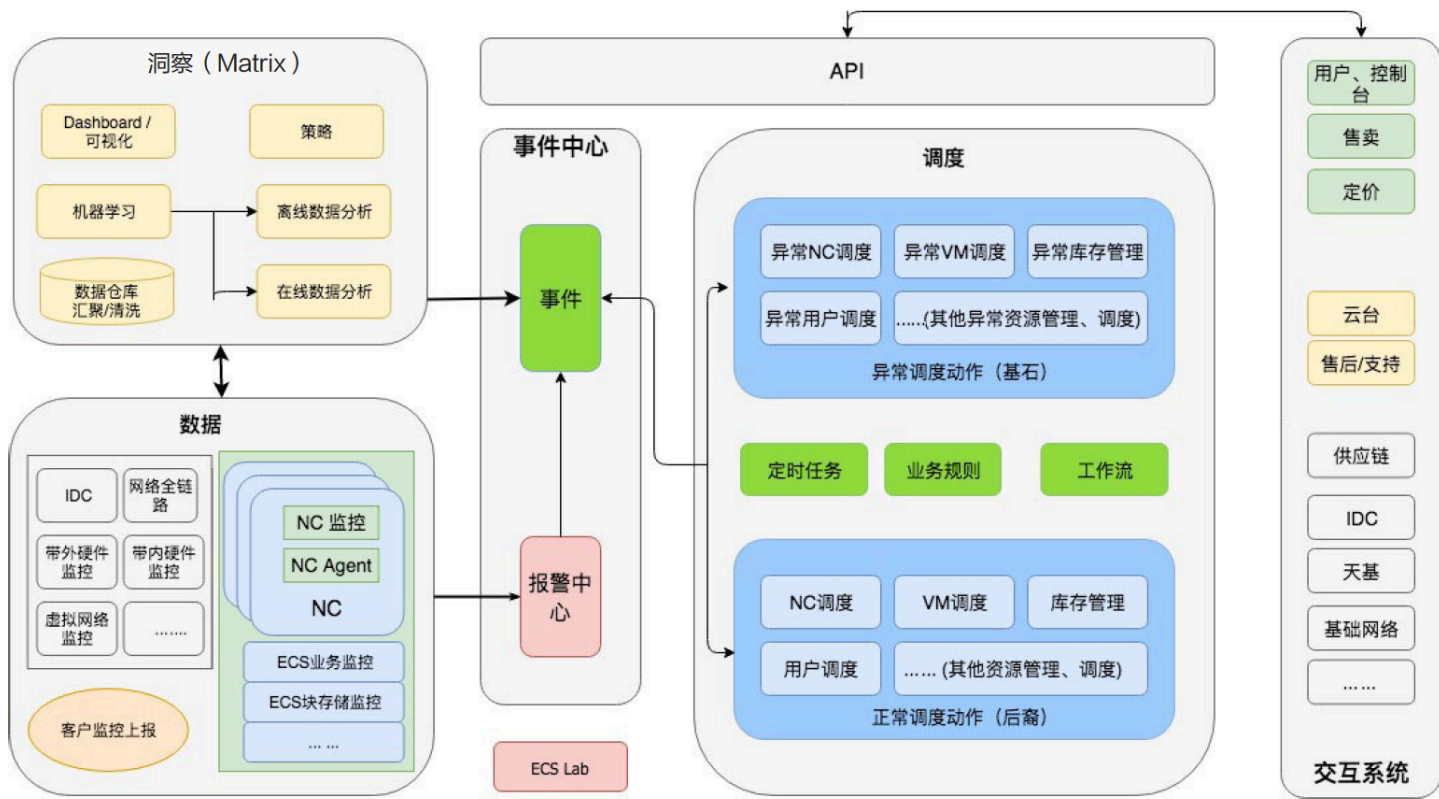 洞察（Matrix）
Dashboard /
可视化
策略
机器学习
离线数据分析
数据仓库
汇聚/清洗
在线数据分析
数据
IDC
网络全链
路
带外硬件
监控
带内硬件
监控
虚拟网络
监控
.......
客户监控上报
NC 监控
NC Agent
NC
ECS业务监控
ECS块存储监控
... ...
API
事件中心
事件
报警中
心
ECS Lab
调度
异常NC调度
异常VM调度
异常库存管理
异常用户调度
......(其他异常资源管理、调度)
异常调度动作（基石）
定时任务
业务规则
工作流
NC调度
VM调度
库存管理
用户调度
... ... (其他资源管理、调度)
正常调度动作（后裔）
用户、控制
台
售卖
定价
云台
售后/支持
供应链
IDC
天基
基础网络
... ...
交互系统